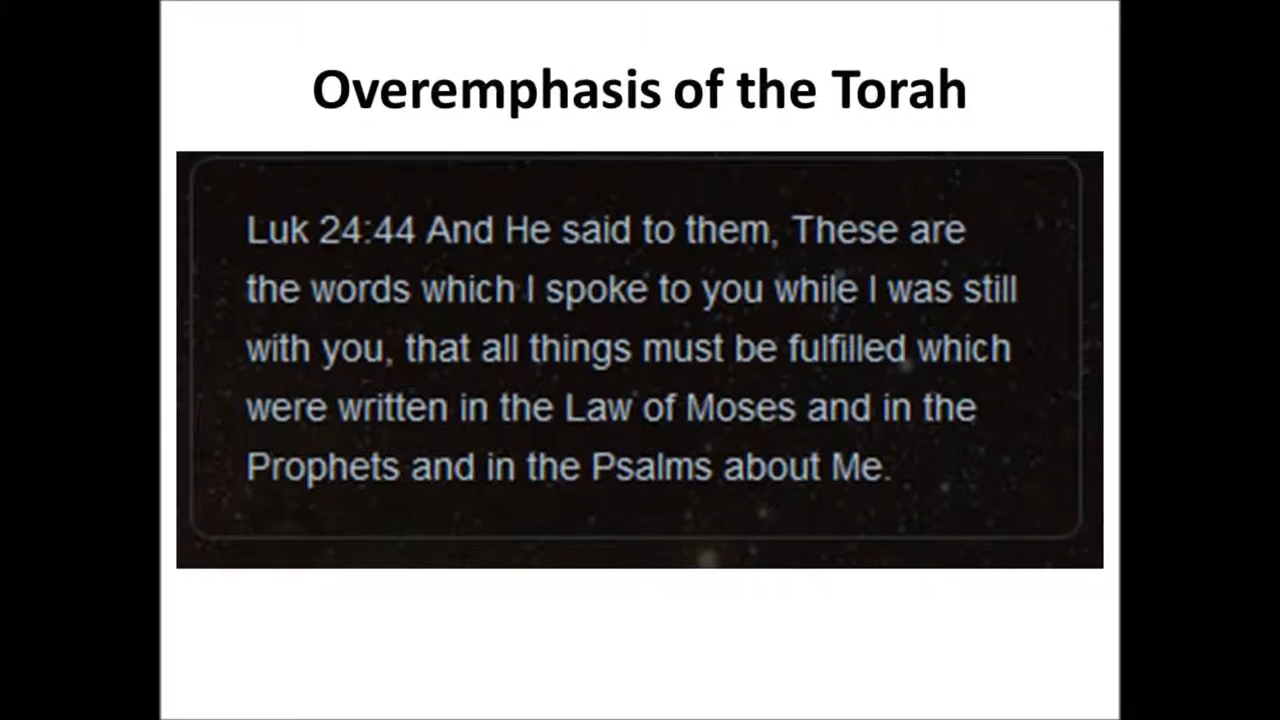 Overemphasis of the Torah
Luk 24:44 And He said to them, These are
the words which I spoke to you while I was still
with you, that all things must be fulfilled which
were written in the Law of Moses and in the
Prophets and in the Psalms about Me.